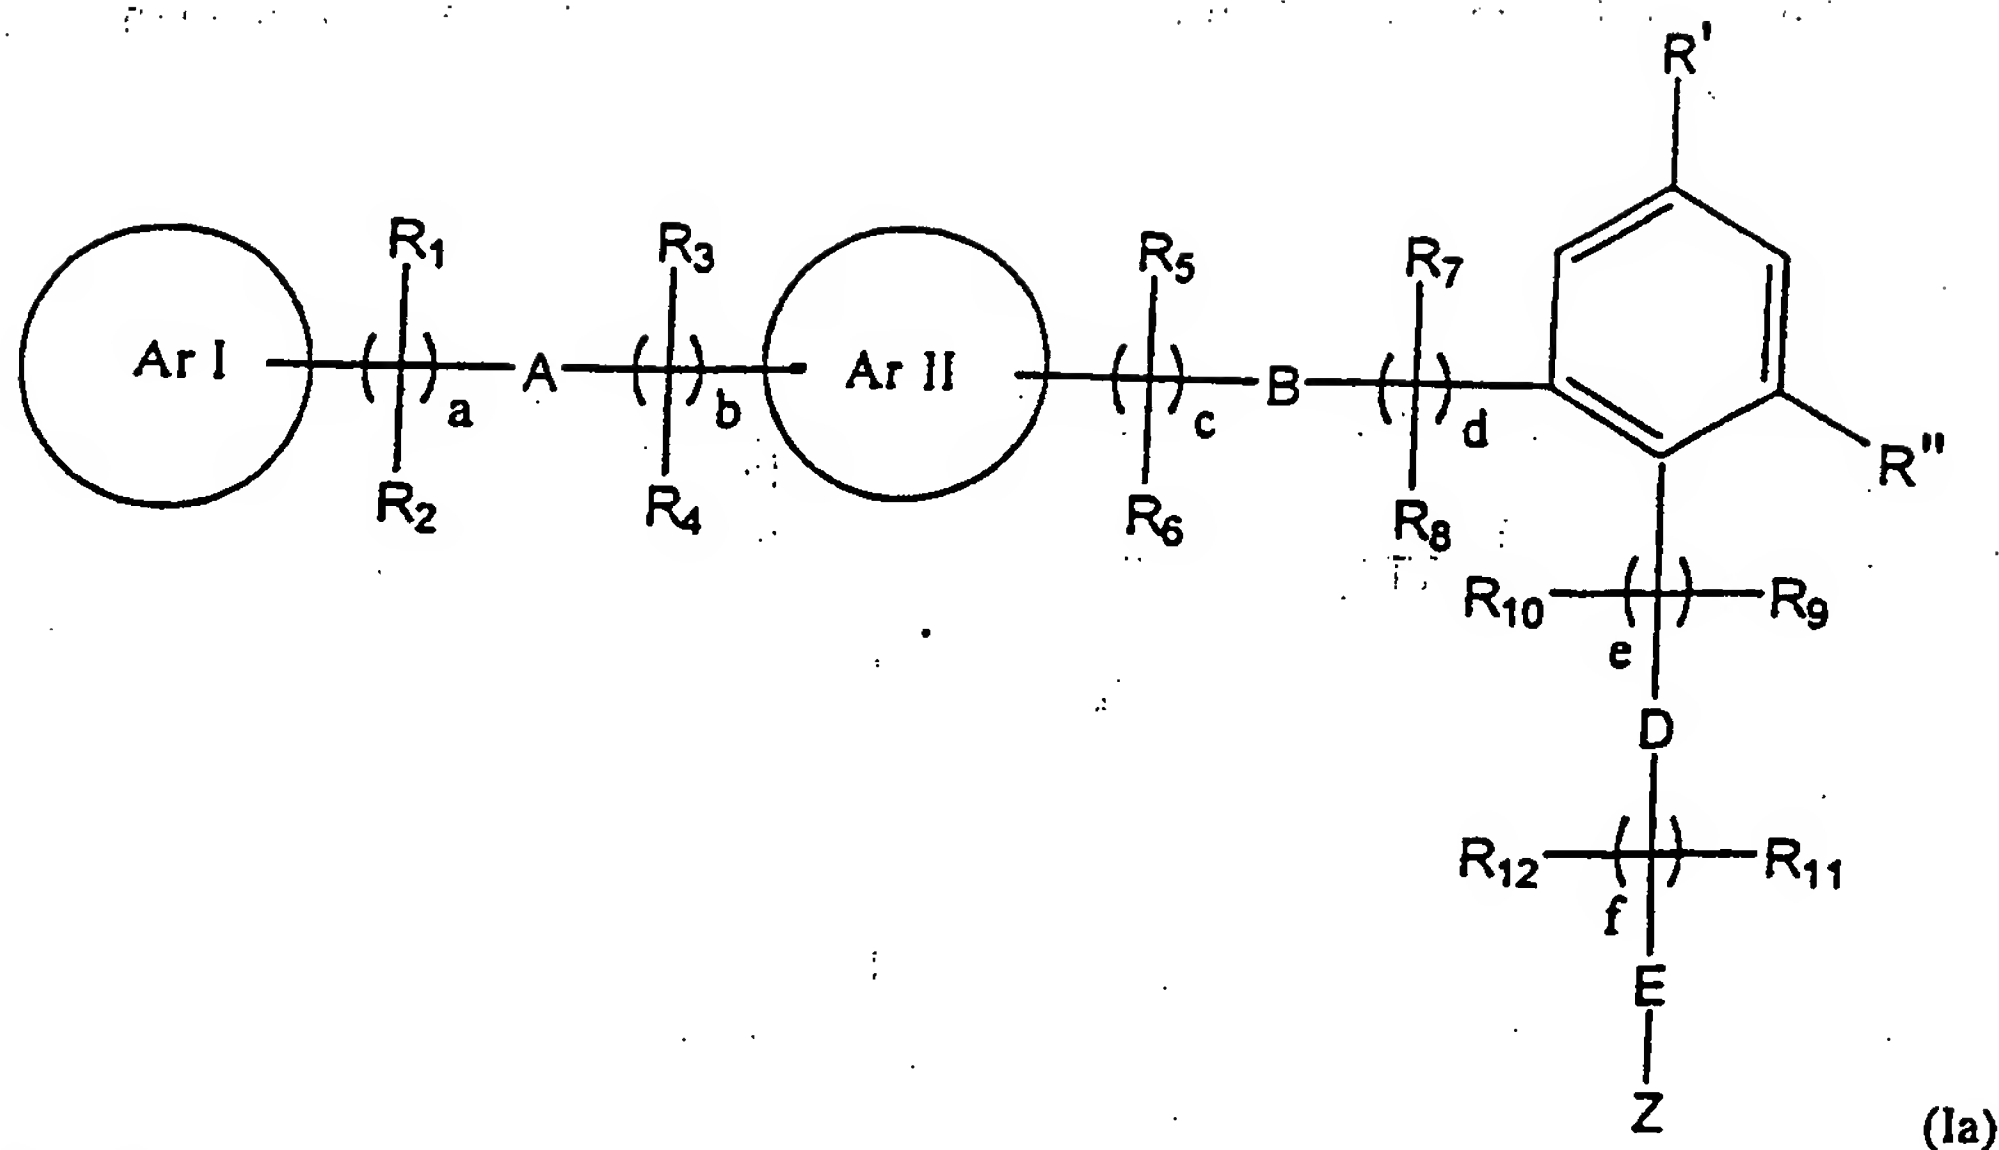 R'
R1 R3 R5 R7
Ar I ( ) a A ( ) b Ar II ( ) c B ( ) d
R2 R4 R6 R8 R"
R10 ( ) e R9
D
R12 ( ) f R11
E
Z
(Ia)